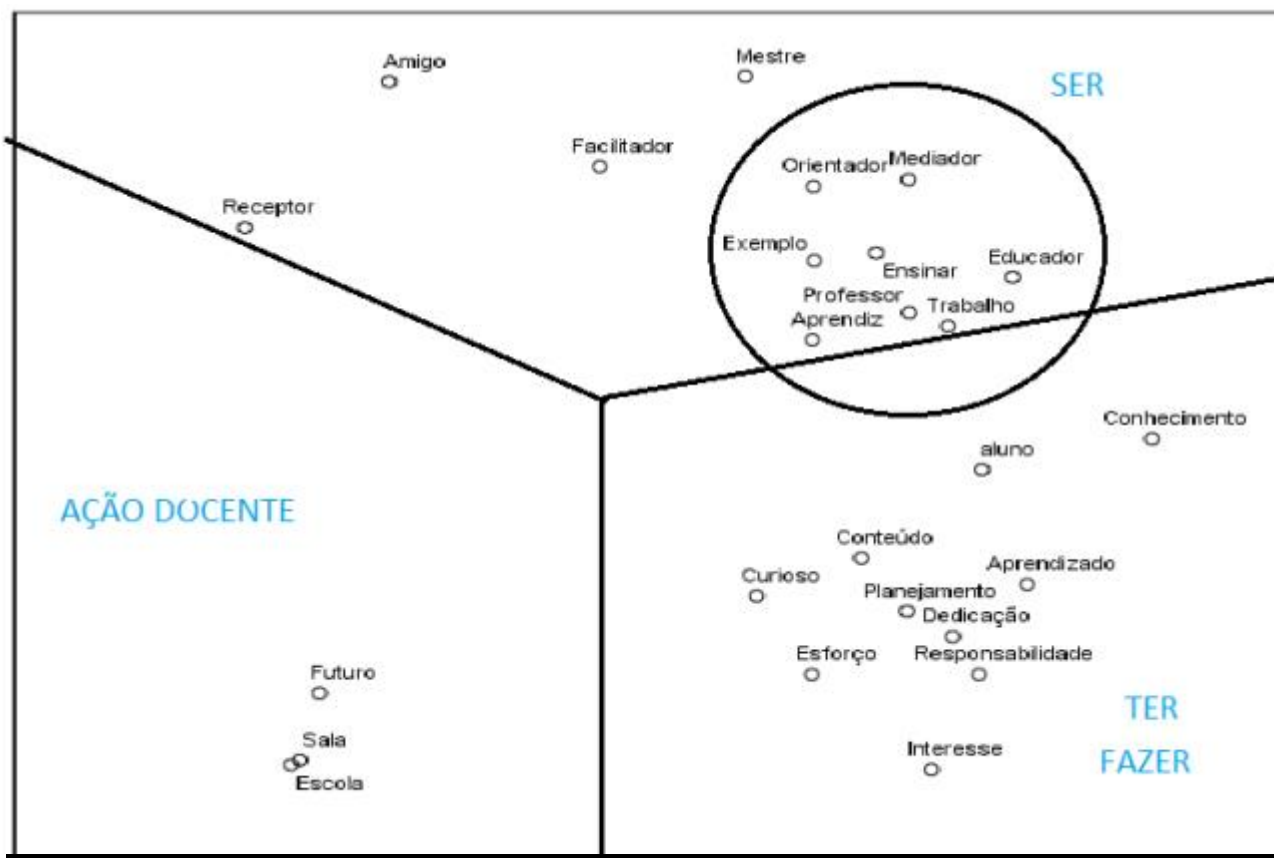 Amigo
Mestre
SER
Facilitador
Orientador
Mediador
Receptor
Exemplo
Ensinar
Educador
Professor
Trabalho
Aprendiz
Conhecimento
aluno
AÇÃO DOCENTE
Conteúdo
Curioso
Aprendizado
Planejamento
Dedicação
Esforço
Responsabilidade
Futuro
TER
FAZER
Sala
Interesse
Escola